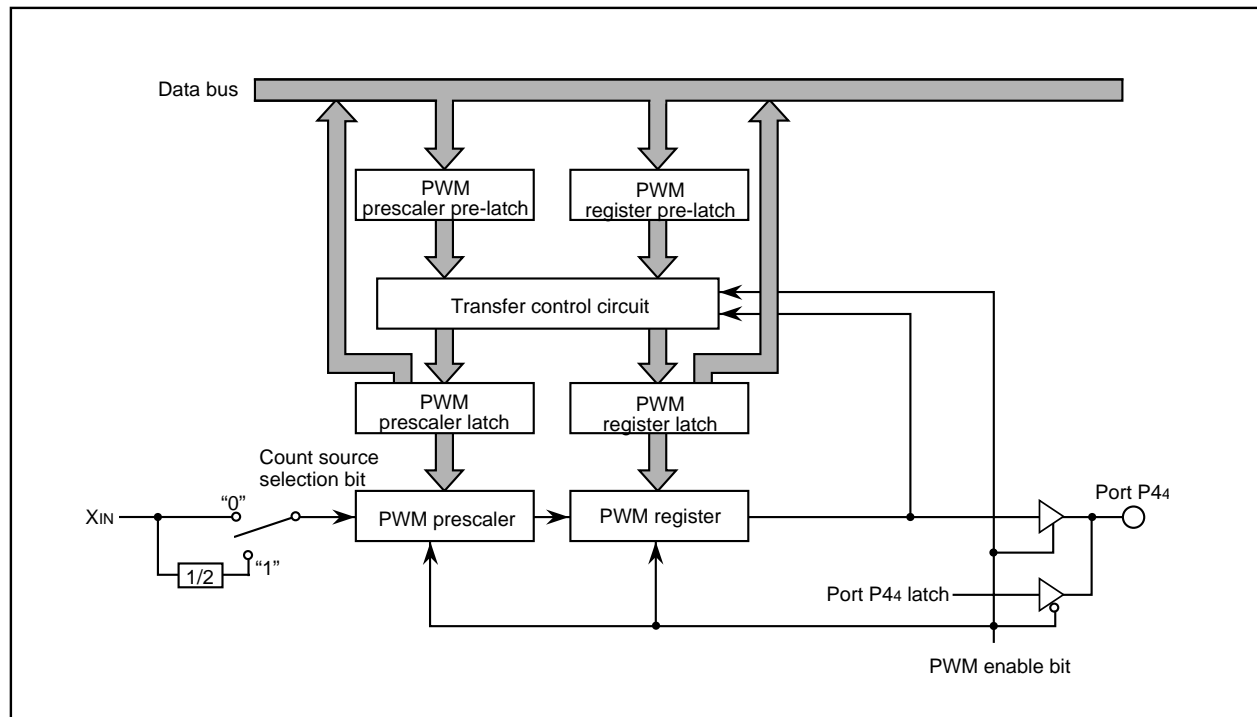 Data bus
PWM
prescaler pre-latch
PWM
register pre-latch
Transfer control circuit
PWM
prescaler latch
PWM
register latch
Count source
selection bit
XIN
“0”
“1”
1/2
PWM prescaler
PWM register
Port P44
Port P44 latch
PWM enable bit